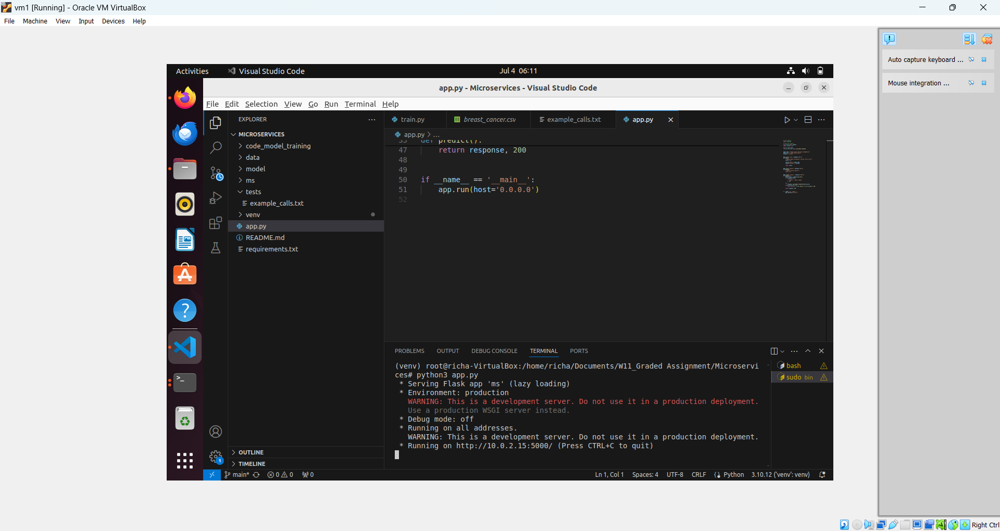 vm1 [Running] - Oracle VM VirtualBox
File Machine View Input Devices Help
Auto capture keyboard ...
Mouse integration ...
Activities Visual Studio Code Jul 4 06:11
app.py - Microservices - Visual Studio Code
File Edit Selection View Go Run Terminal Help
EXPLORER
MICROSERVICES
code_model_training
data
model
ms
tests
example_calls.txt
venv
app.py
README.md
requirements.txt
OUTLINE
TIMELINE
train.py breast_cancer.csv example_calls.txt app.py
app.py > ...
35 def predict():
47 return response, 200
48
49
50 if __name__ == '__main__':
51 app.run(host='0.0.0.0')
52
PROBLEMS OUTPUT DEBUG CONSOLE TERMINAL PORTS
(venv) root@richa-VirtualBox:/home/richa/Documents/W11_Graded Assignment/Microservi
ces# python3 app.py
* Serving Flask app 'ms' (lazy loading)
* Environment: production
WARNING: This is a development server. Do not use it in a production deployment.
Use a production WSGI server instead.
* Debug mode: off
* Running on all addresses.
WARNING: This is a development server. Do not use it in a production deployment.
* Running on http://10.0.2.15:5000/ (Press CTRL+C to quit)
bash
sudo bin
1
main* 0 0 0 Ln 1, Col 1 Spaces: 4 UTF-8 CRLF Python 3.10.12 ('venv': venv)
Right Ctrl